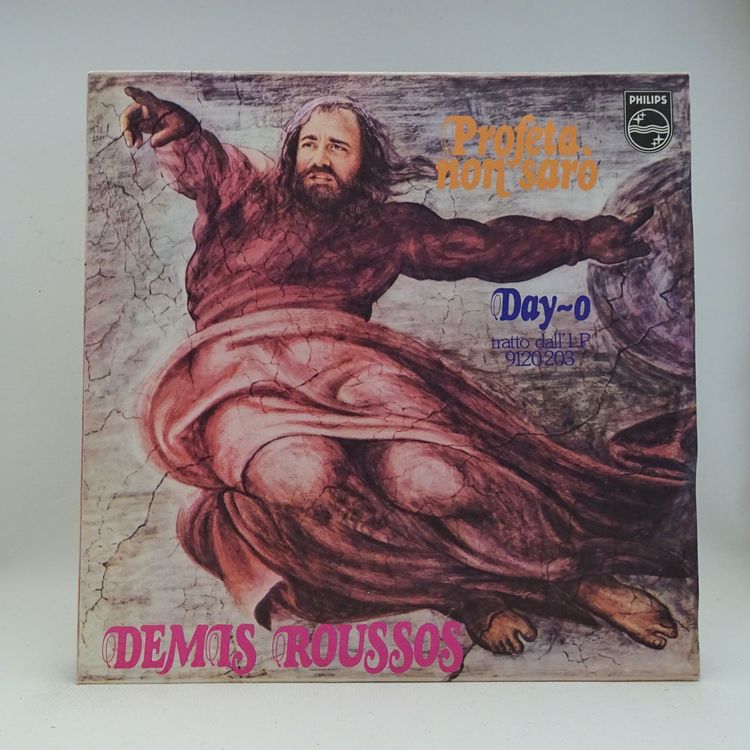 PHILIPS
Profeta
non sarò
Day~o
tratto dall' LP
9120 203
DEMIS ROUSSOS